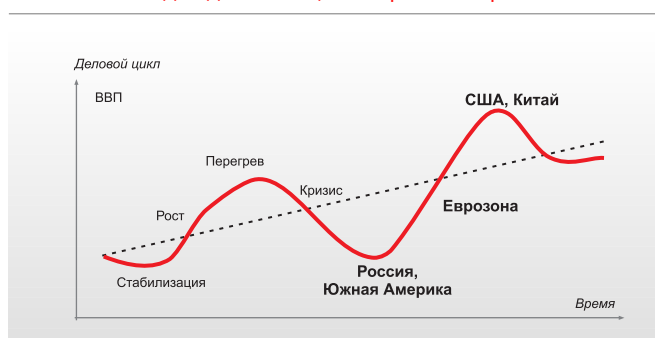 Деловой цикл
ВВП
США, Китай
Перегрев
Кризис
Рост
Еврозона
Стабилизация
Россия,
Южная Америка
Время